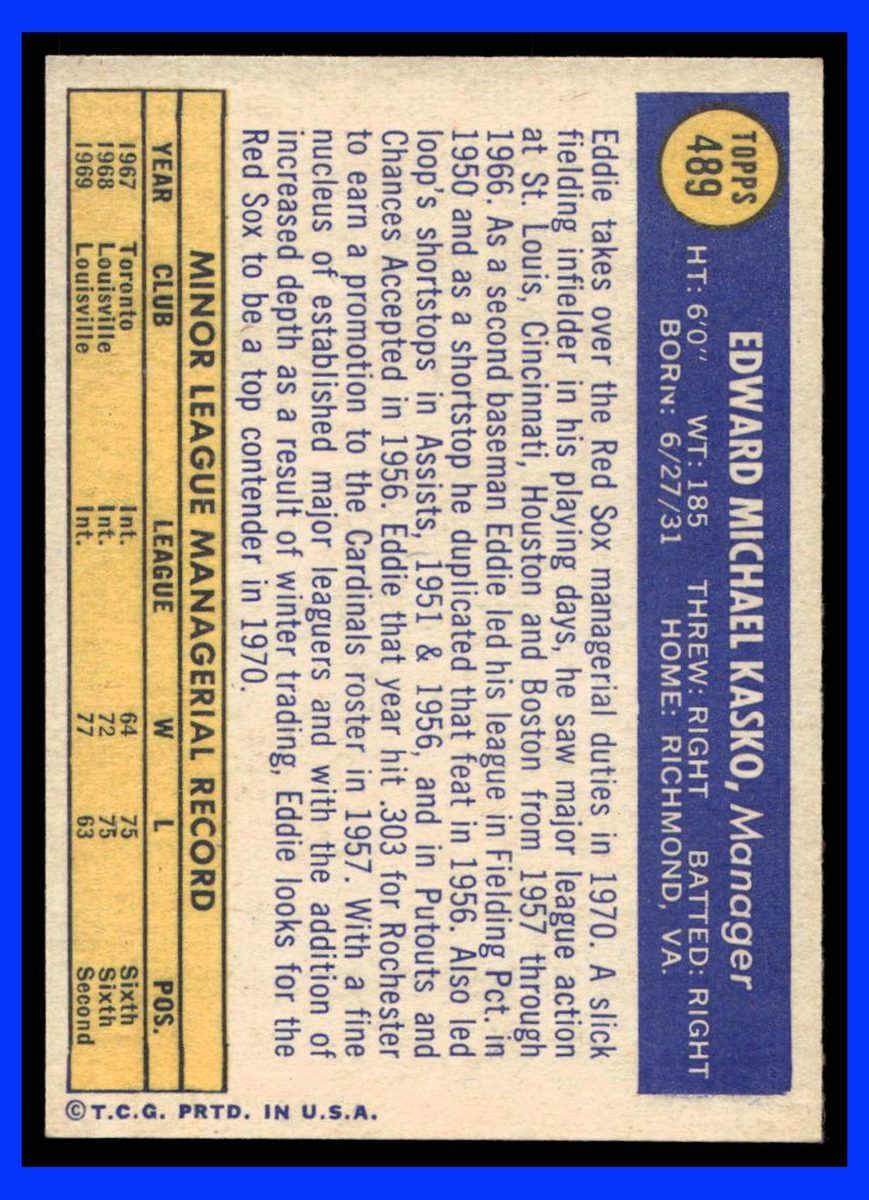 TOPPS
489
EDWARD MICHAEL KASKO, Manager
HT: 6'0" WT: 185 THREW: RIGHT BATTED: RIGHT
BORN: 6/27/31 HOME: RICHMOND, VA.
Eddie takes over the Red Sox managerial duties in 1970. A slick
fielding infielder in his playing days, he saw major league action
at St. Louis, Cincinnati, Houston and Boston from 1957 through
1966. As a second baseman Eddie led his league in Fielding Pct. in
1950 and as a shortstop he duplicated that feat in 1956. Also led
loop's shortstops in Assists, 1951 & 1956, and in Putouts and
Chances Accepted in 1956. Eddie that year hit .303 for Rochester
to earn a promotion to the Cardinals roster in 1957. With a fine
nucleus of established major leaguers and with the addition of
increased depth as a result of winter trading, Eddie looks for the
Red Sox to be a top contender in 1970.
MINOR LEAGUE MANAGERIAL RECORD
YEAR CLUB LEAGUE W L POS.
1967 Toronto Int. 64 75 Sixth
1968 Louisville Int. 72 75 Sixth
1969 Louisville Int. 77 63 Second
© T.C.G. PRTD. IN U.S.A.